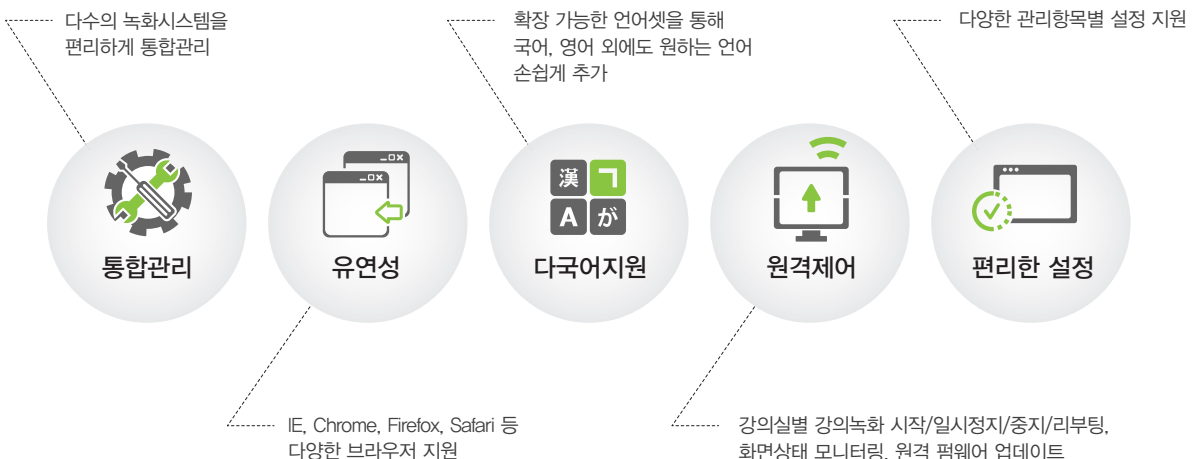 다수의 녹화시스템을
편리하게 통합관리
확장 가능한 언어셋을 통해
국어, 영어 외에도 원하는 언어
손쉽게 추가
다양한 관리항목별 설정 지원
漢 ㄱ
A が
통합관리
유연성
다국어지원
원격제어
편리한 설정
IE, Chrome, Firefox, Safari 등
다양한 브라우저 지원
강의실별 강의녹화 시작/일시정지/중지/리부팅,
화면상태 모니터링, 원격 펌웨어 업데이트